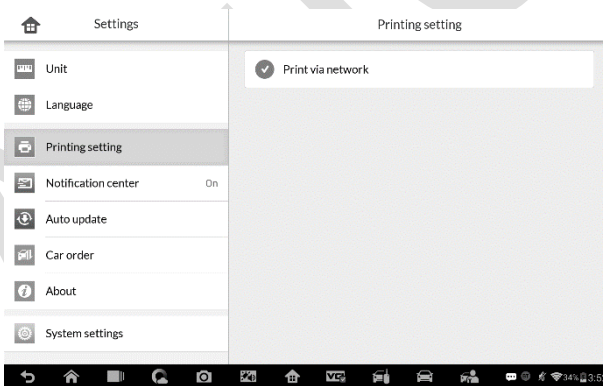 Settings
Printing setting
Unit
Print via network
Language
Printing setting
Notification center On
Auto update
Car order
About
System settings
34%